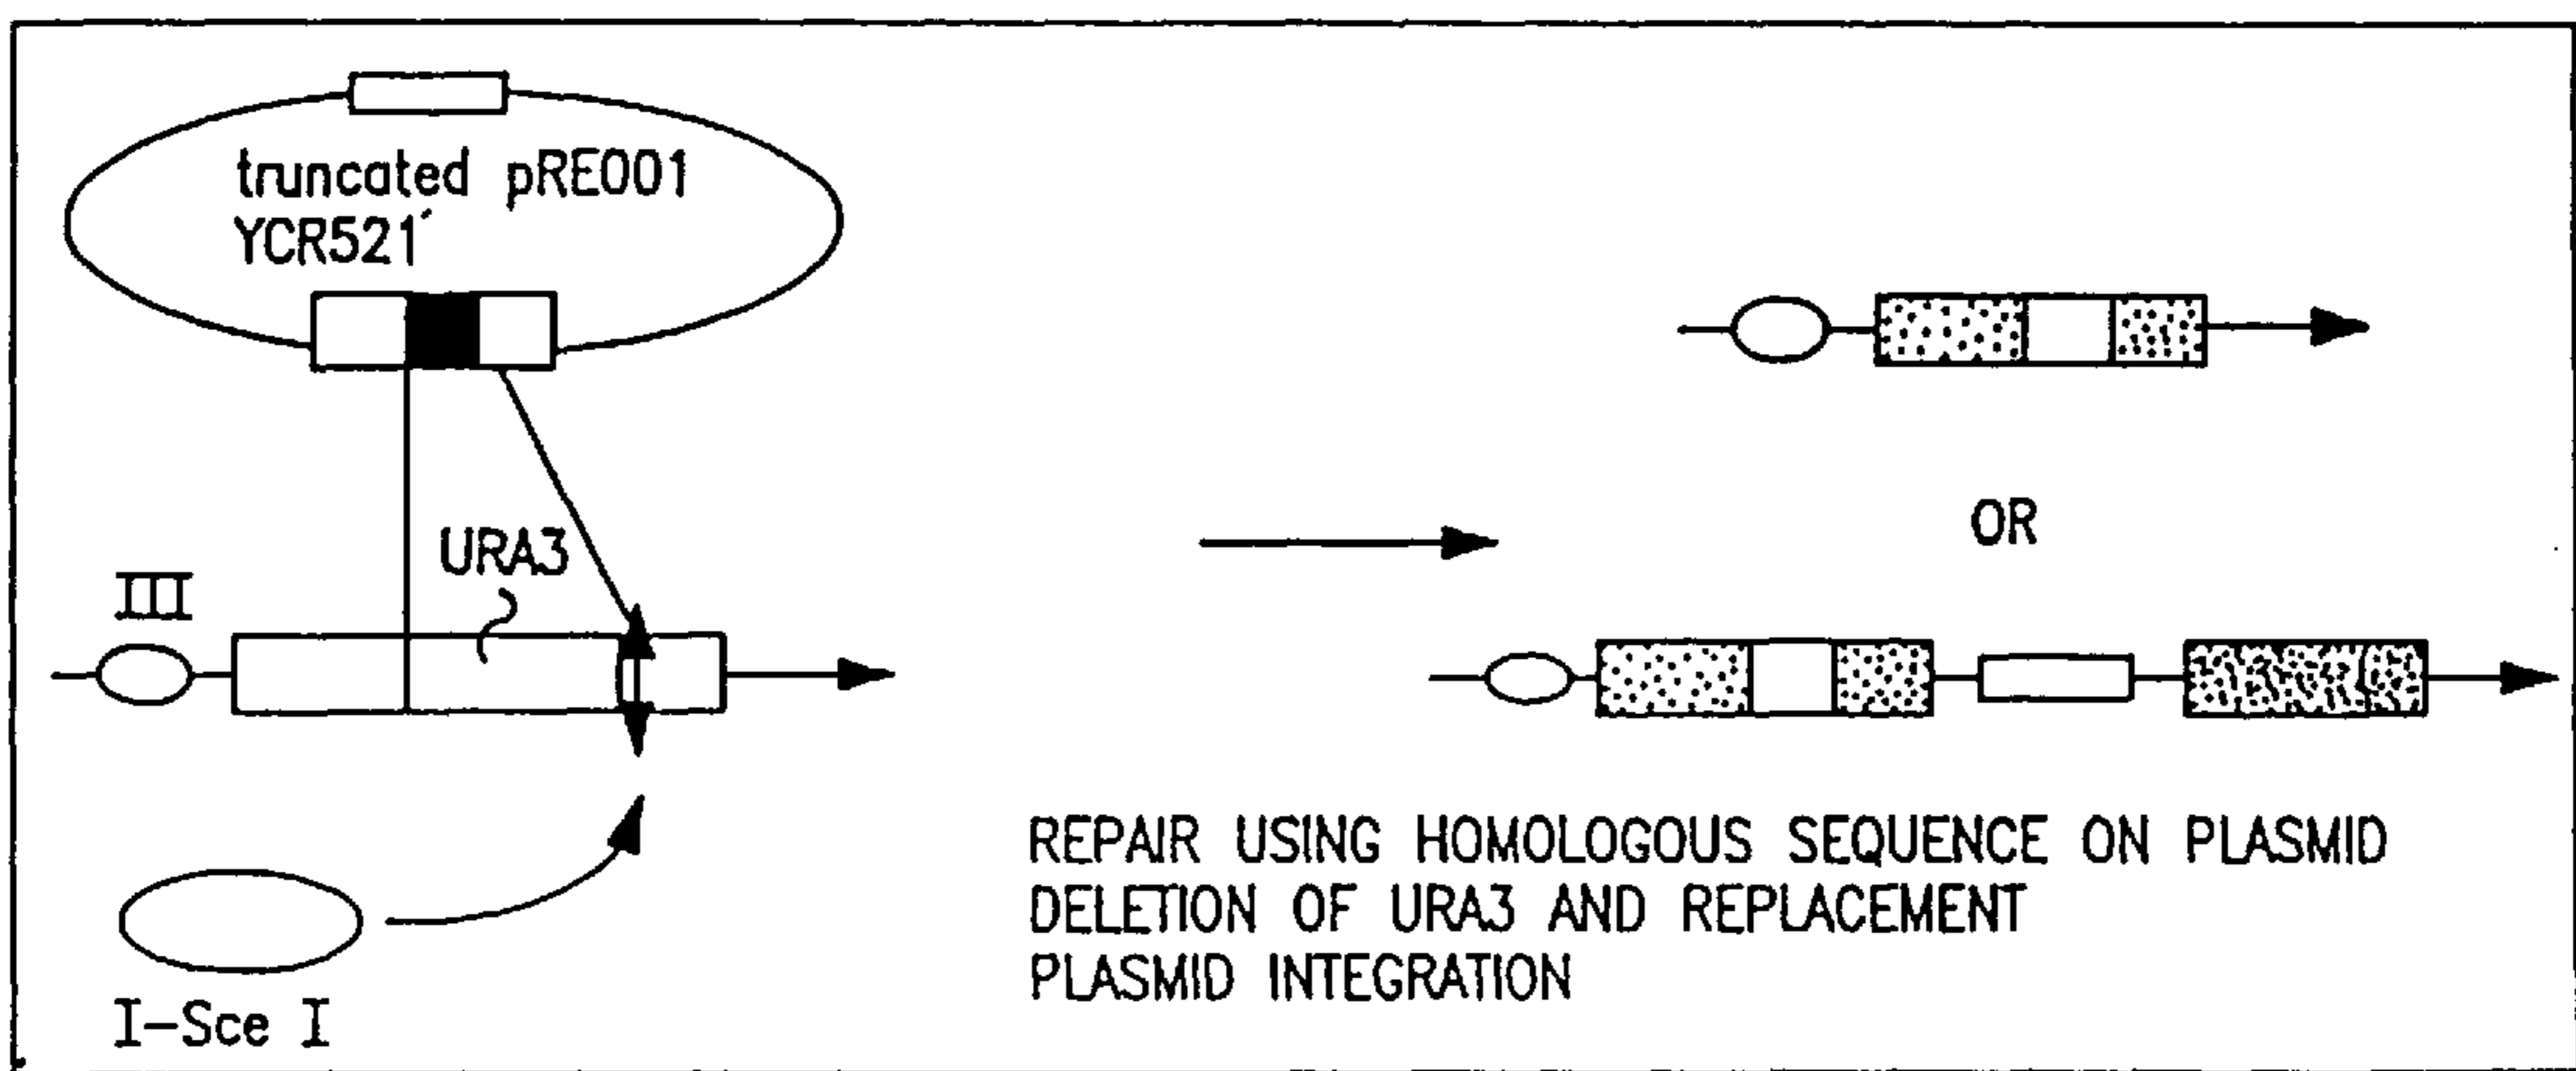 truncated pRE001
YCR521'
URA3
III
I-Sce I
OR
REPAIR USING HOMOLOGOUS SEQUENCE ON PLASMID
DELETION OF URA3 AND REPLACEMENT
PLASMID INTEGRATION